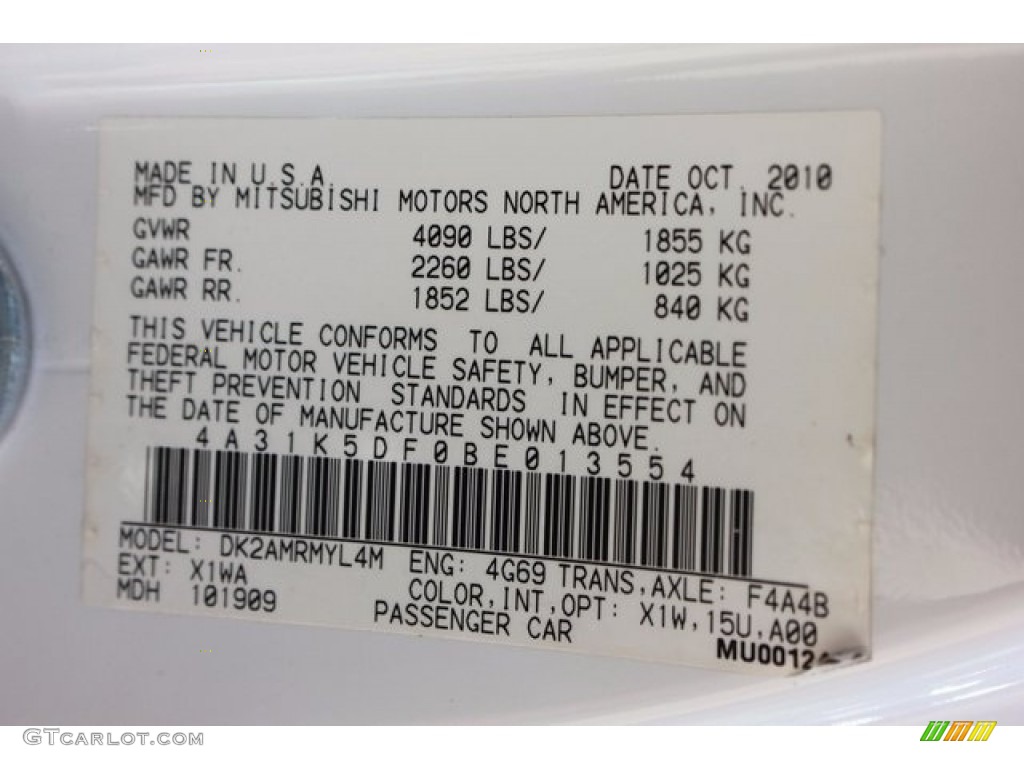 MADE IN U.S.A. DATE OCT. 2010
MFD BY MITSUBISHI MOTORS NORTH AMERICA, INC.
GVWR 4090 LBS/ 1855 KG
GAWR FR. 2260 LBS/ 1025 KG
GAWR RR. 1852 LBS/ 840 KG
THIS VEHICLE CONFORMS TO ALL APPLICABLE
FEDERAL MOTOR VEHICLE SAFETY, BUMPER, AND
THEFT PREVENTION STANDARDS IN EFFECT ON
THE DATE OF MANUFACTURE SHOWN ABOVE.
4A31K5DF0BE013554
MODEL: DK2AMRMYL4M ENG: 4G69 TRANS,AXLE: F4A4B
EXT: X1WA COLOR,INT,OPT: X1W,15U,A00
MDH 101909 PASSENGER CAR
GTCARLOT.COM